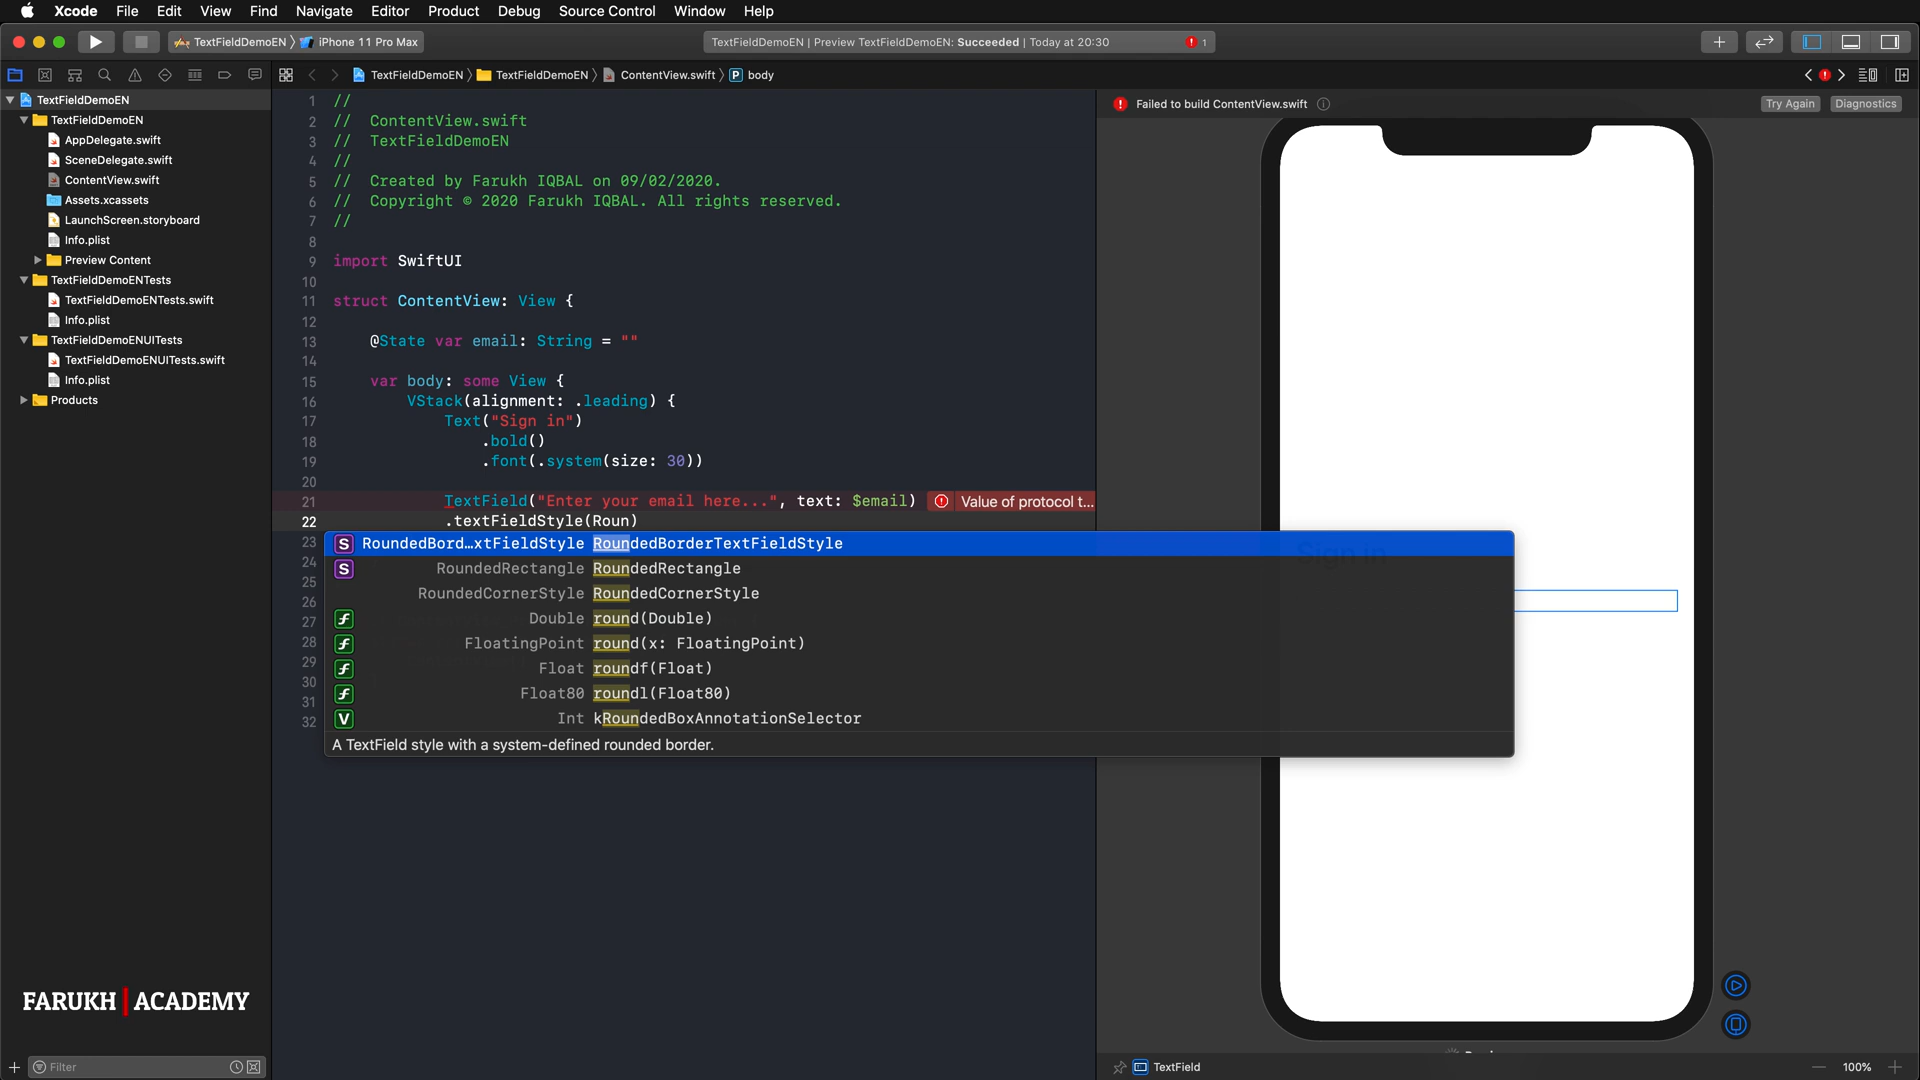 Xcode File Edit View Find Navigate Editor Product Debug Source Control Window Help
TextFieldDemoEN iPhone 11 Pro Max
TextFieldDemoEN | Preview TextFieldDemoEN: Succeeded | Today at 20:30
1
TextFieldDemoEN TextFieldDemoEN ContentView.swift P body
TextFieldDemoEN
TextFieldDemoEN
AppDelegate.swift
SceneDelegate.swift
ContentView.swift
Assets.xcassets
LaunchScreen.storyboard
Info.plist
Preview Content
TextFieldDemoENTests
TextFieldDemoENTests.swift
Info.plist
TextFieldDemoENUITests
TextFieldDemoENUITests.swift
Info.plist
Products
FARUKH ACADEMY
Filter
1 //
2 // ContentView.swift
3 // TextFieldDemoEN
4 //
5 // Created by Farukh IQBAL on 09/02/2020.
6 // Copyright © 2020 Farukh IQBAL. All rights reserved.
7 //
8
9 import SwiftUI
10
11 struct ContentView: View {
12
13 @State var email: String = ""
14
15 var body: some View {
16 VStack(alignment: .leading) {
17 Text("Sign in")
18 .bold()
19 .font(.system(size: 30))
20
21 TextField("Enter your email here...", text: $email) Value of protocol t...
22 .textFieldStyle(Roun)
23
24
25
26
27
28
29
30
31
32
S RoundedBord…xtFieldStyle RoundedBorderTextFieldStyle
S RoundedRectangle RoundedRectangle
RoundedCornerStyle RoundedCornerStyle
f Double round(Double)
f FloatingPoint round(x: FloatingPoint)
f Float roundf(Float)
f Float80 roundl(Float80)
V Int kRoundedBoxAnnotationSelector
A TextField style with a system-defined rounded border.
Failed to build ContentView.swift
Try Again Diagnostics
Sign in
TextField
100%